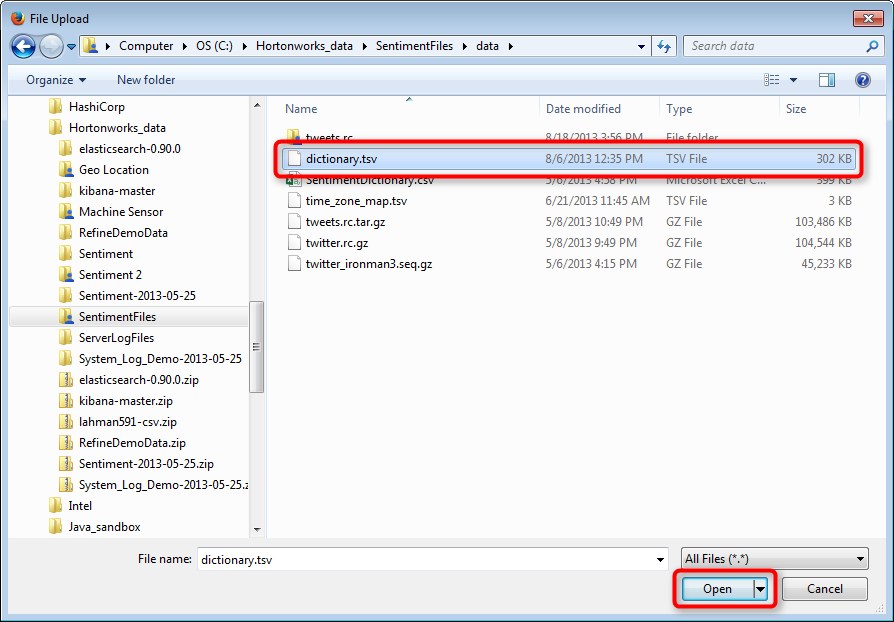 File Upload
Computer OS (C:) Hortonworks_data SentimentFiles data Search data
Organize New folder
HashiCorp
Hortonworks_data
elasticsearch-0.90.0
Geo Location
kibana-master
Machine Sensor
RefineDemoData
Sentiment
Sentiment 2
Sentiment-2013-05-25
SentimentFiles
ServerLogFiles
System_Log_Demo-2013-05-25
elasticsearch-0.90.0.zip
kibana-master.zip
lahman591-csv.zip
RefineDemoData.zip
Sentiment-2013-05-25.zip
System_Log_Demo-2013-05-25.z
Intel
Java_sandbox
Name Date modified Type Size
tweets.rc 8/18/2013 3:56 PM File folder
dictionary.tsv 8/6/2013 12:35 PM TSV File 302 KB
SentimentDictionary.csv 5/6/2013 4:58 PM Microsoft Excel C... 399 KB
time_zone_map.tsv 6/21/2013 11:45 AM TSV File 3 KB
tweets.rc.tar.gz 5/8/2013 10:49 PM GZ File 103,486 KB
twitter.rc.gz 5/8/2013 9:49 PM GZ File 104,544 KB
twitter_ironman3.seq.gz 5/6/2013 4:15 PM GZ File 45,233 KB
File name: dictionary.tsv All Files (*.*)
Open Cancel